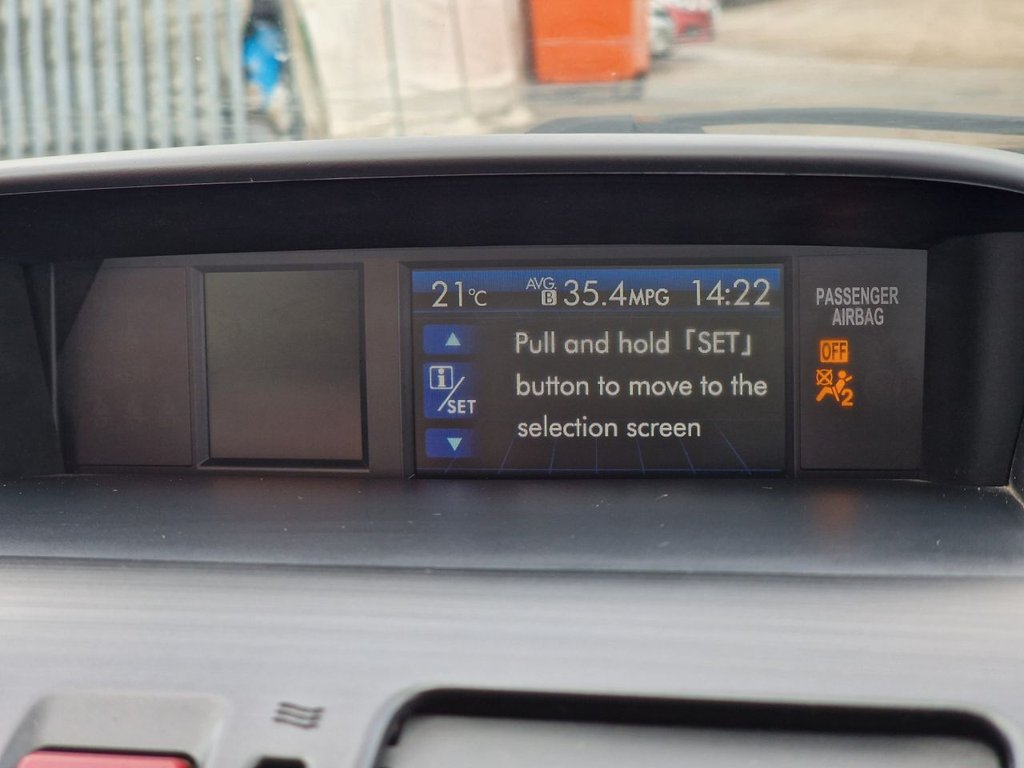 21°C AVG. B 35.4MPG 14:22
Pull and hold「SET」
button to move to the
selection screen
i/SET
PASSENGER
AIRBAG
OFF
2